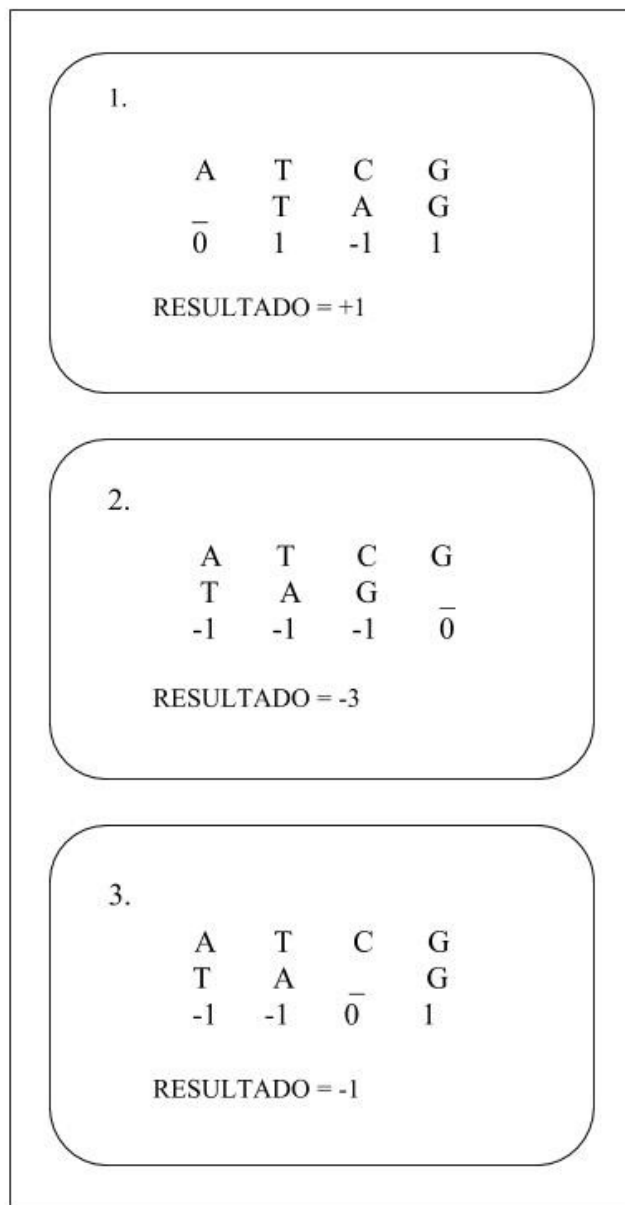 1.
A T C G
_ T A G
0 1 -1 1
RESULTADO = +1
2.
A T C G
T A G _
-1 -1 -1 0
RESULTADO = -3
3.
A T C G
T A _ G
-1 -1 0 1
RESULTADO = -1